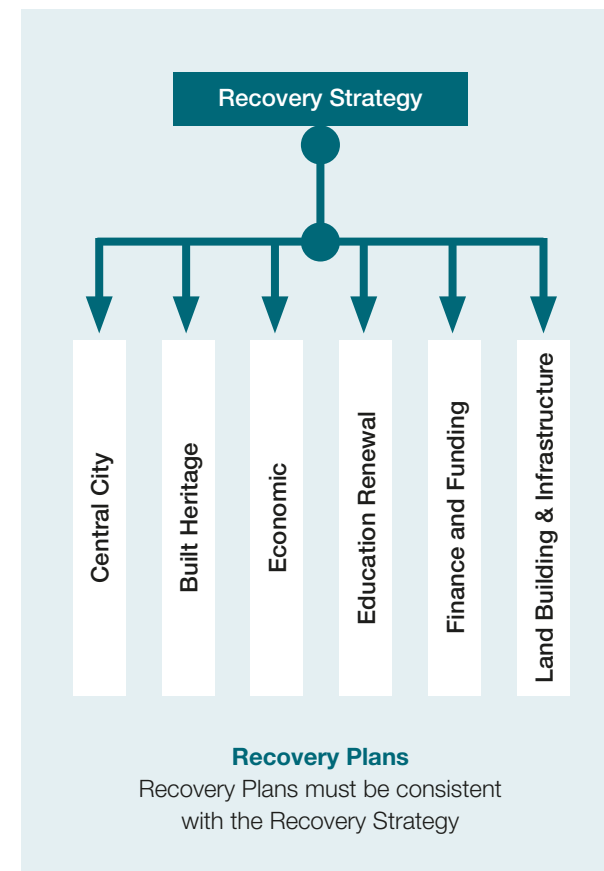 Recovery Strategy
Central City
Built Heritage
Economic
Education Renewal
Finance and Funding
Land Building & Infrastructure
Recovery Plans
Recovery Plans must be consistent
with the Recovery Strategy